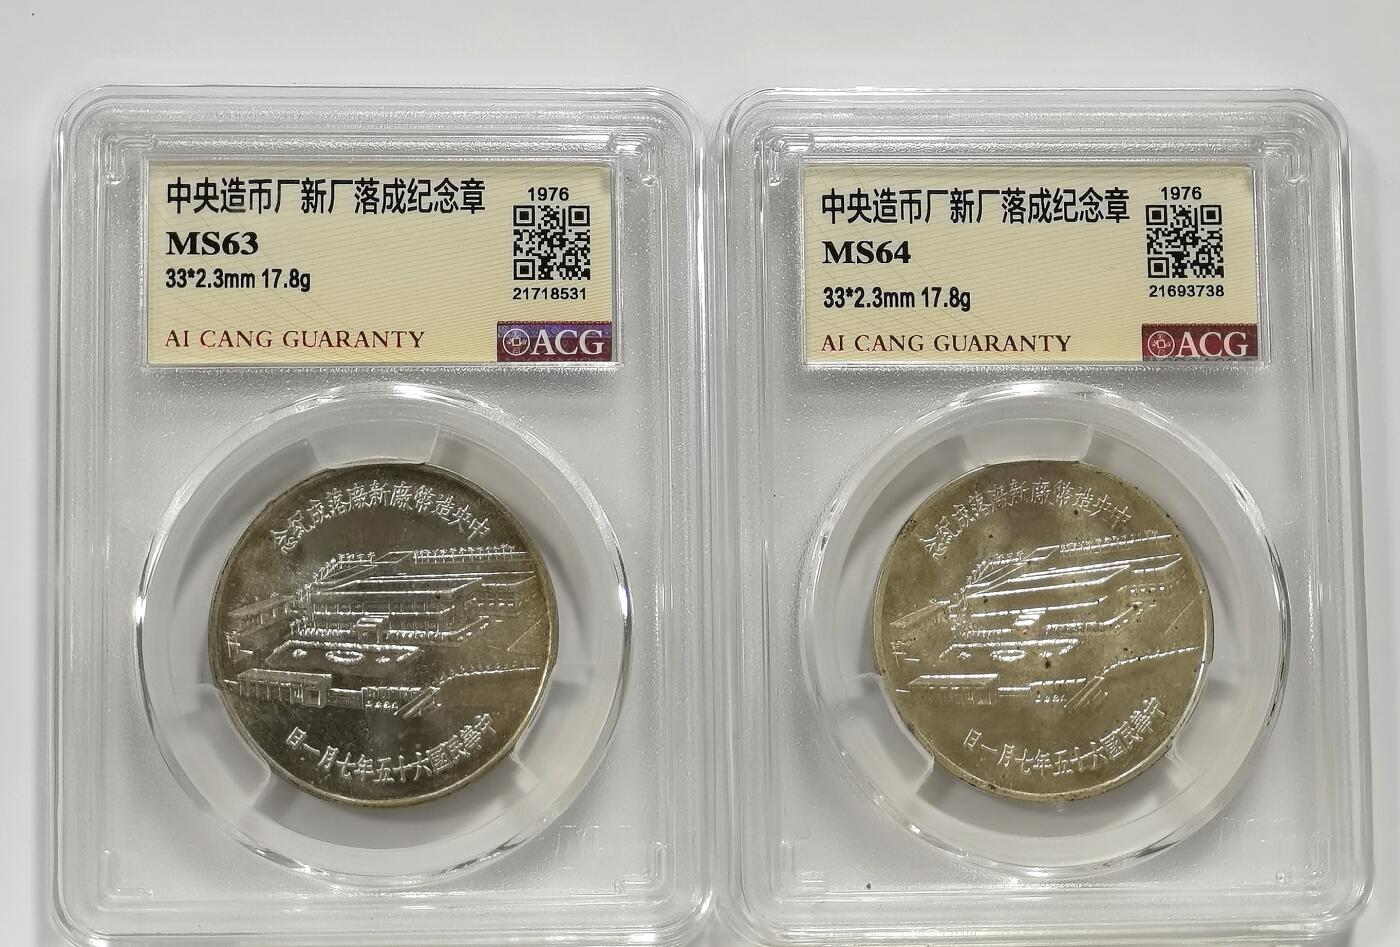 中央造币厂新厂落成纪念章
1976
MS63
33*2.3mm 17.8g
21718531
AI CANG GUARANTY
ACG
中央造幣廠新廠落成紀念
中華民國六十五年七月一日
中央造币厂新厂落成纪念章
1976
MS64
33*2.3mm 17.8g
21693738
AI CANG GUARANTY
ACG
中央造幣廠新廠落成紀念
中華民國六十五年七月一日